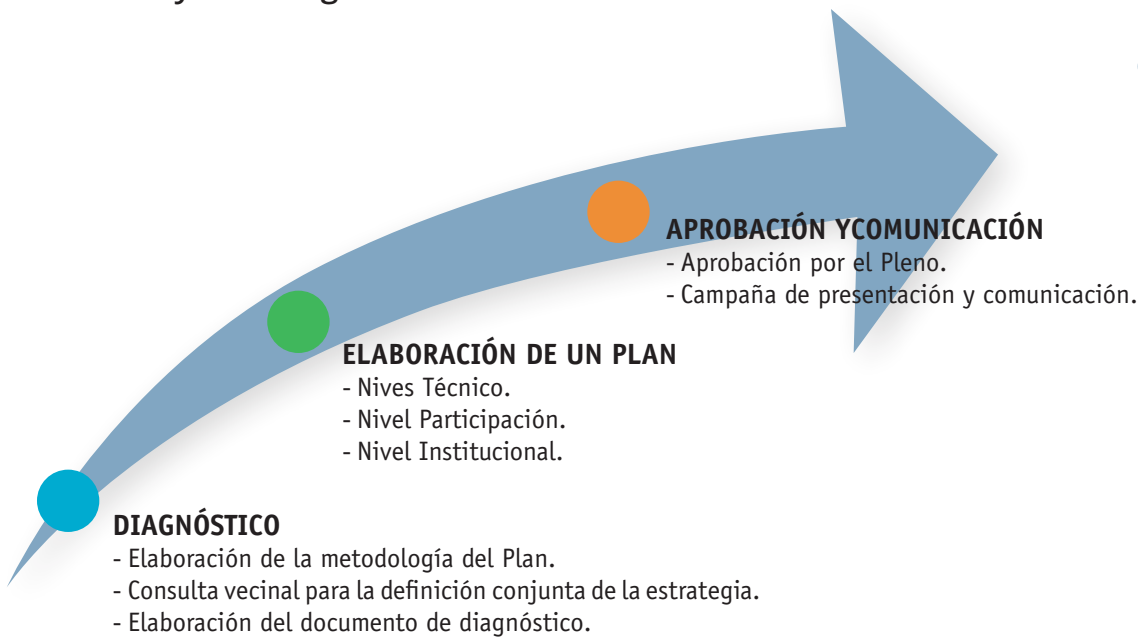 APROBACIÓN YCOMUNICACIÓN
- Aprobación por el Pleno.
- Campaña de presentación y comunicación.
ELABORACIÓN DE UN PLAN
- Nives Técnico.
- Nivel Participación.
- Nivel Institucional.
DIAGNÓSTICO
- Elaboración de la metodología del Plan.
- Consulta vecinal para la definición conjunta de la estrategia.
- Elaboración del documento de diagnóstico.